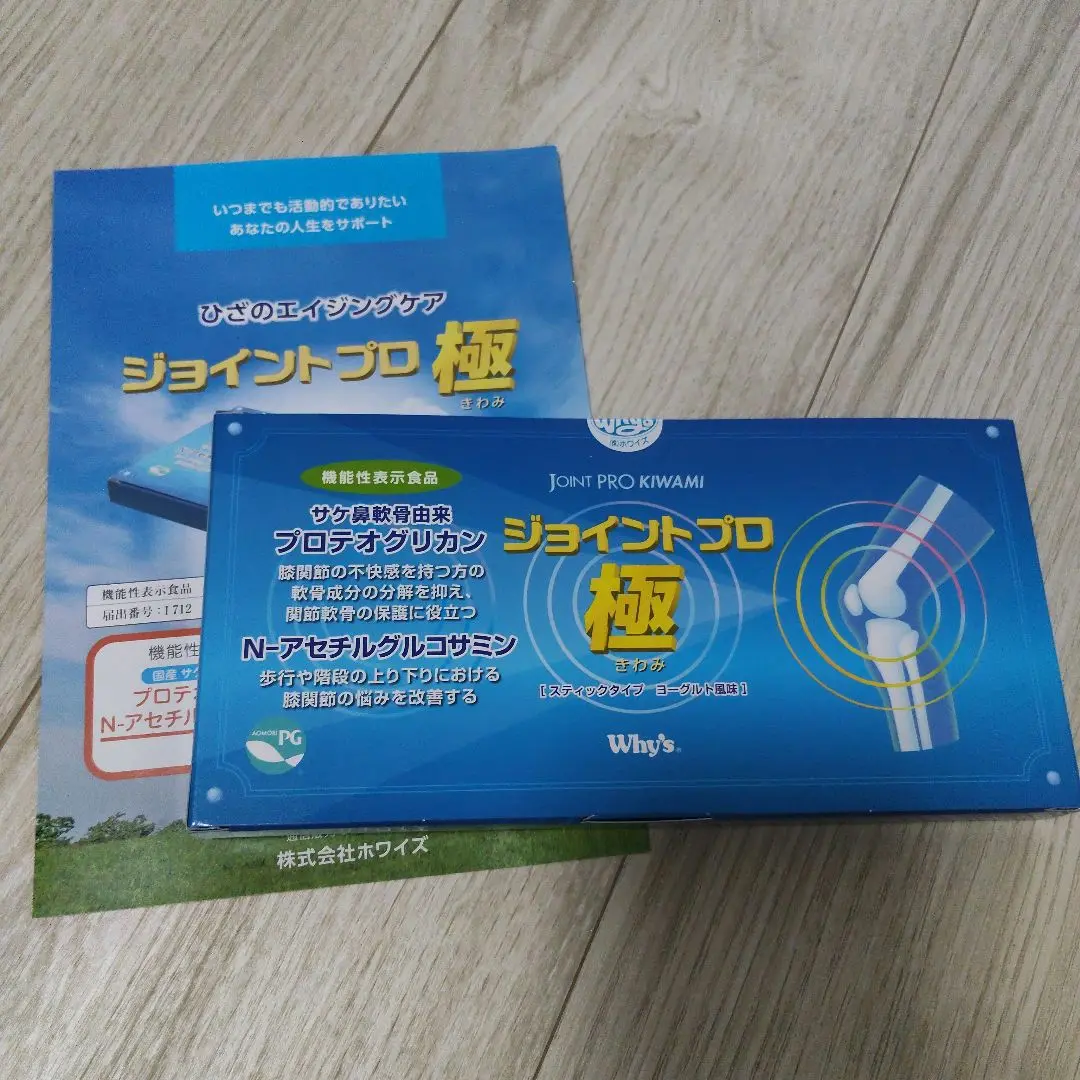 いつまでも活動的でありたい
あなたの人生をサポート
ひざのエイジングケア
ジョイントプロ 極
きわみ
機能性表示食品
届出番号:I712
機能性
国産 サケ
プロテオ
N-アセチル
株式会社ホワイズ
Why's
㈱ホワイズ
機能性表示食品
サケ鼻軟骨由来
プロテオグリカン
膝関節の不快感を持つ方の
軟骨成分の分解を抑え、
関節軟骨の保護に役立つ
N-アセチルグルコサミン
歩行や階段の上り下りにおける
膝関節の悩みを改善する
AOMORI PG
JOINT PRO KIWAMI
ジョイントプロ
極
きわみ
[ スティックタイプ ヨーグルト風味 ]
Why's®